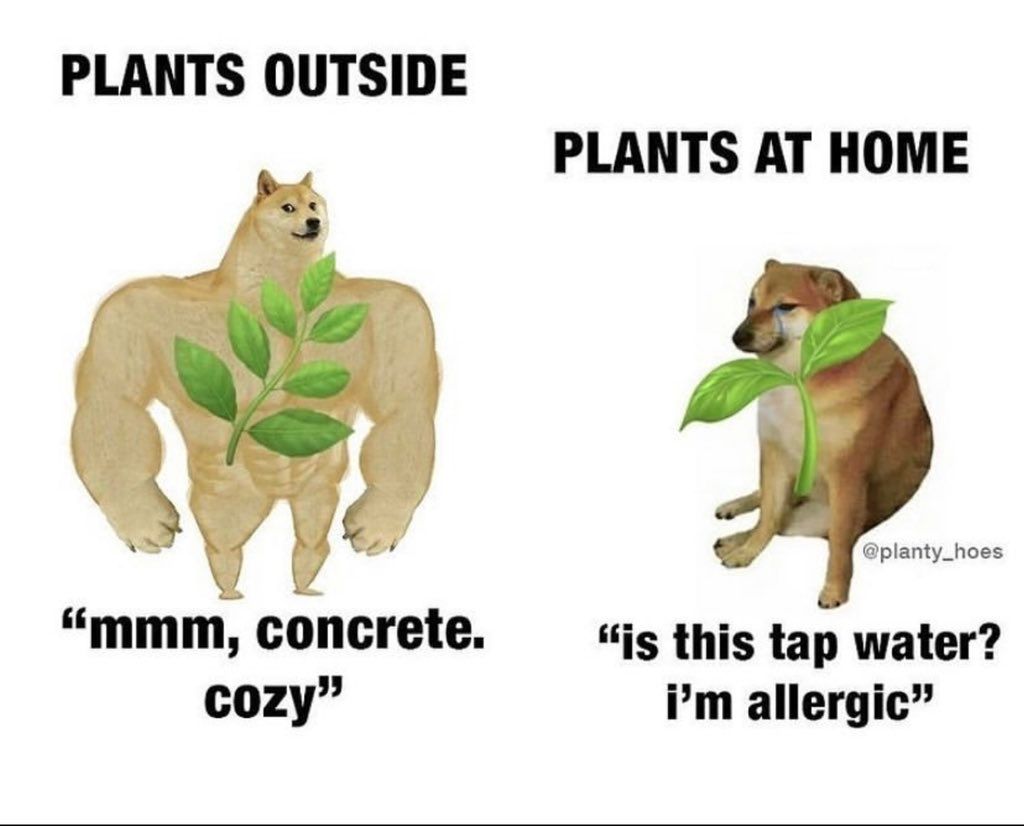 PLANTS OUTSIDE
“mmm, concrete.
cozy”
PLANTS AT HOME
@planty_hoes
“is this tap water?
i’m allergic”